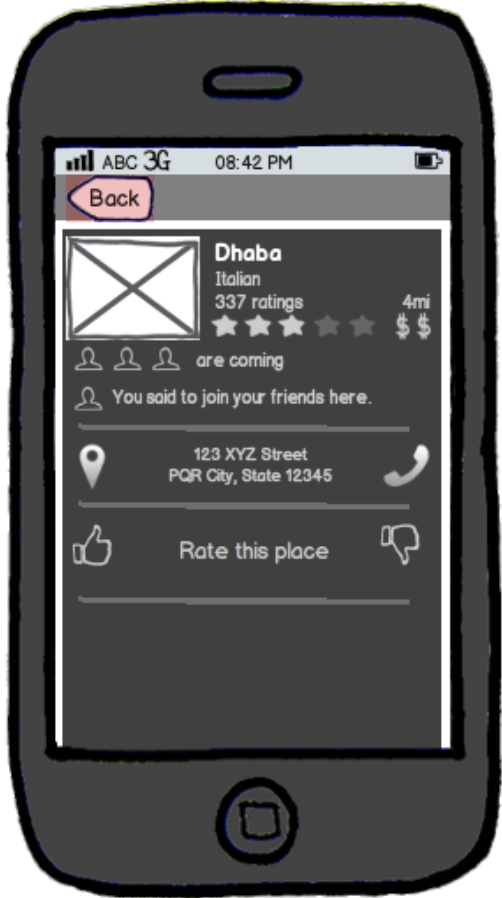 ABC 3G 08:42 PM
Back
Dhaba
Italian
337 ratings 4mi
$ $
are coming
You said to join your friends here.
123 XYZ Street
PQR City, State 12345
Rate this place